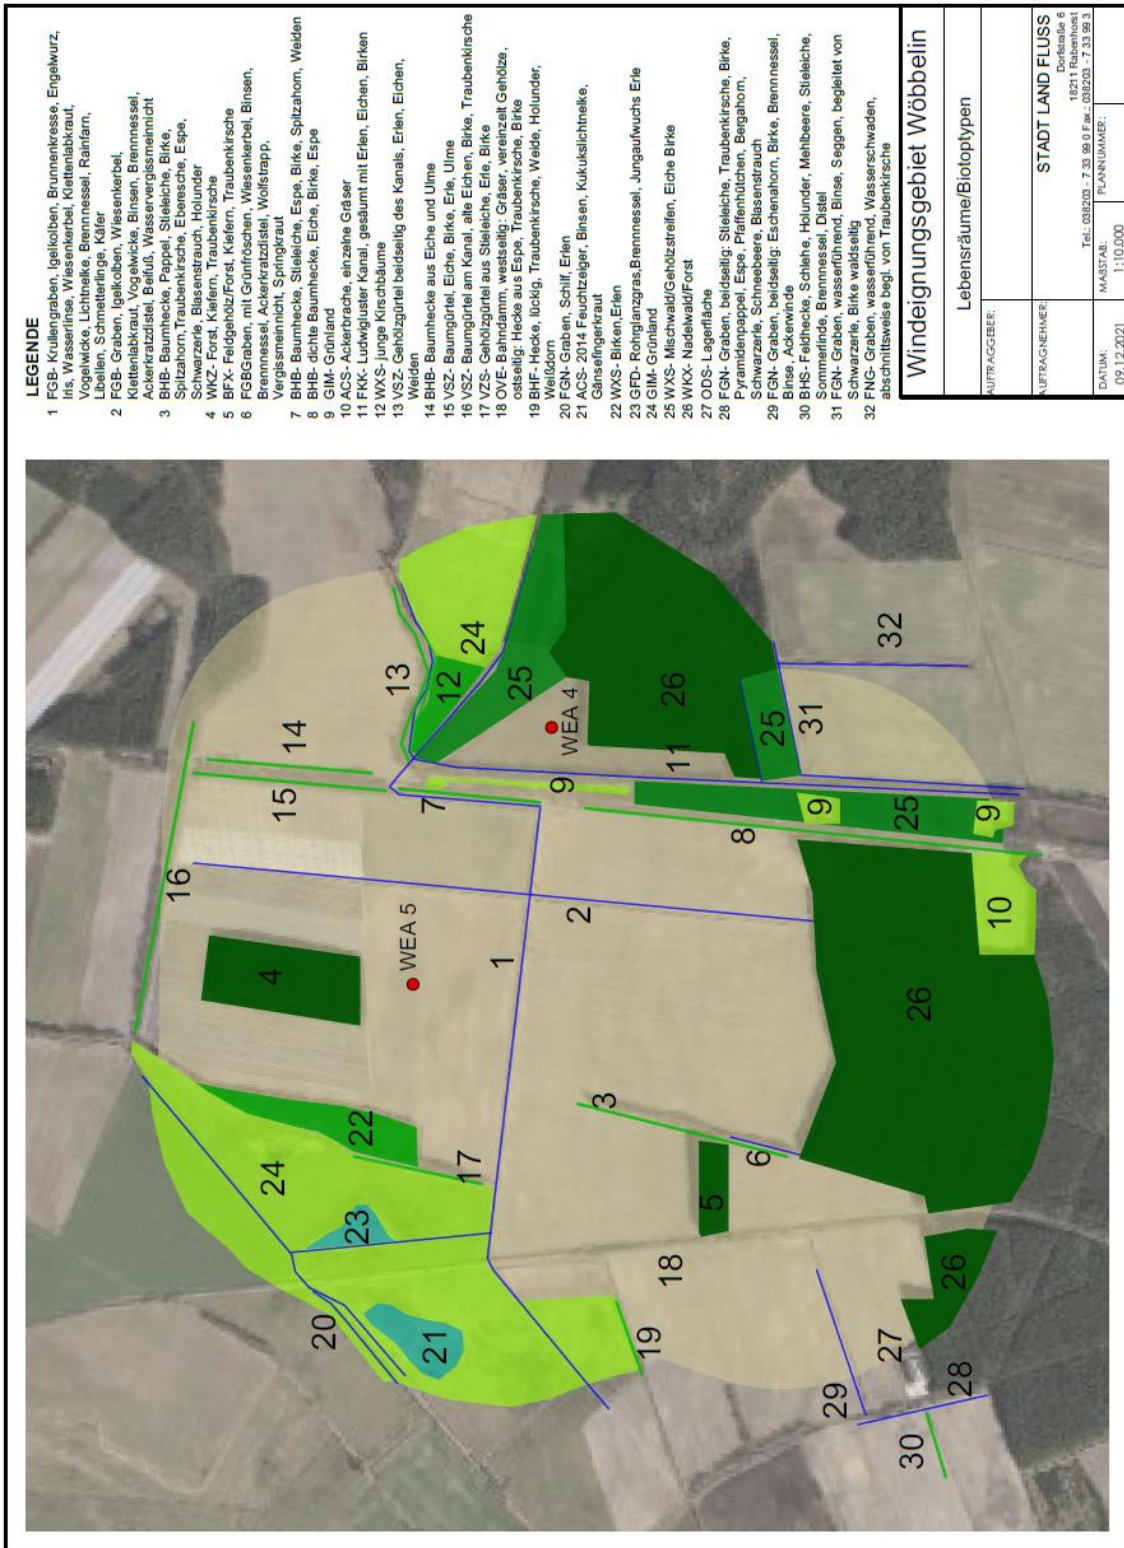 LEGENDE
1 FGB- Krullengraben, Igelkolben, Brunnenkresse, Engelwurz,
Iris, Wasserlinse, Wiesenkerbel, Klettenlabkraut,
Vogelwicke, Lichtnelke, Brennessel, Rainfarn,
Libellen, Schmetterlinge, Käfer
2 FGB- Graben, Igelkolben, Wiesenkerbel,
Klettenlabkraut, Vogelwicke, Binsen, Brennnessel,
Ackerkratzdistel, Beifuß, Wasservergissmeinnicht
3 BHB- Baumhecke, Pappel, Stieleiche, Birke,
Spitzahorn, Traubenkirsche, Eberesche, Espe,
Schwarzerle, Blasenstrauch, Holunder
4 WKZ- Forst, Kiefern, Traubenkirsche
5 BFX- Feldgehölz/Forst, Kiefern, Traubenkirsche
6 FGBGraben, mit Grünfröschen, Wiesenkerbel, Binsen,
Brennessel, Ackerkratzdistel, Wolfstrapp,
Vergissmeinnicht, Springkraut
7 BHB- Baumhecke, Stieleiche, Espe, Birke, Spitzahorn, Weiden
8 BHB- dichte Baumhecke, Eiche, Birke, Espe
9 GIM- Grünland
10 ACS- Ackerbrache, einzelne Gräser
11 FKK- Ludwigluster Kanal, gesäumt mit Erlen, Eichen, Birken
12 WXS- junge Kirschbäume
13 VSZ- Gehölzgürtel beidseitig des Kanals, Erlen, Eichen,
Weiden
14 BHB- Baumhecke aus Eiche und Ulme
15 VSZ- Baumgürtel, Eiche, Birke, Erle, Ulme
16 VSZ- Baumgürtel am Kanal, alte Eichen, Birke, Traubenkirsche
17 VZS- Gehölzgürtel aus Stieleiche, Erle, Birke
18 OVE- Bahndamm, westseitig: Gräser, vereinzelt Gehölze,
ostseitig: Hecke aus Espe, Traubenkirsche, Birke
19 BHF- Hecke, lückig, Traubenkirsche, Weide, Holunder,
Weißdorn
20 FGN- Graben, Schilf, Erlen
21 ACS- 2014 Feuchtzeiger, Binsen, Kukukslichtnelke,
Gänsefingerkraut
22 WXS- Birken,Erlen
23 GFD- Rohrglanzgras,Brennnessel, Jungaufwuchs Erle
24 GIM- Grünland
25 WXS- Mischwald/Gehölzstreifen, Eiche Birke
26 WKX- Nadelwald/Forst
27 ODS- Lagerfläche
28 FGN- Graben, beidseitig: Stieleiche, Traubenkirsche, Birke,
Pyramidenpappel, Espe, Pfaffenhütchen, Bergahorn,
Schwarzerle, Schneebeere, Blasenstrauch
29 FGN- Graben, beidseitig: Eschenahorn, Birke, Brennnessel,
Binse, Ackerwinde
30 BHS- Feldhecke, Schlehe, Holunder, Mehlbeere, Stieleiche,
Sommerlinde, Brennessel, Distel
31 FGN- Graben, wasserführend, Binse, Seggen, begleitet von
Schwarzerle, Birke waldseitig
32 FNG- Graben, wasserführend, Wasserschwaden,
abschnittsweise begl. von Traubenkirsche
Windeignungsgebiet Wöbbelin
Lebensräume/Biotoptypen
AUFTRAGGEBER:
AUFTRAGNEHMER:
STADT LAND FLUSS
Dorfstraße 6
18211 Rabenhorst
Tel.: 038203 - 7 33 99 0 Fax.: 038203 - 7 33 99 3
DATUM: MAßSTAB: PLANNUMMER:
09.12.2021 1:10.000
16
15
14
13
12
24
4
WEA 5
7
25
WEA 4
24
22
17
23
1
9
2
11
26
20
21
3
8
25
31
32
19
18
5
6
9
25
9
26
10
29
27
26
30
28